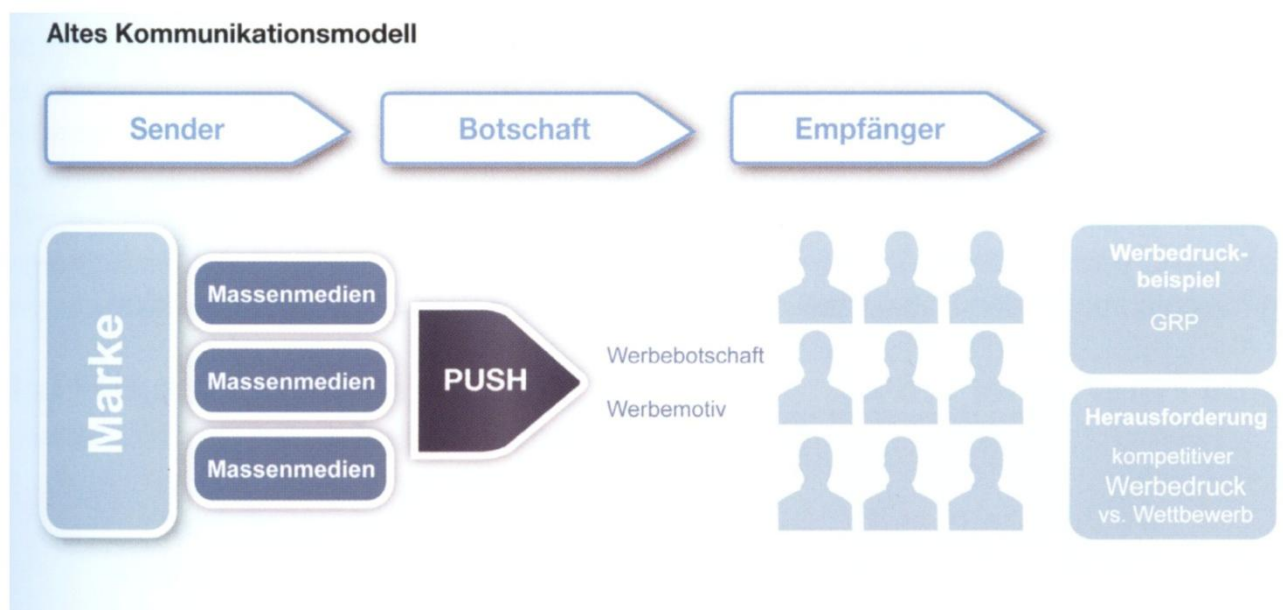 Altes Kommunikationsmodell
Sender
Botschaft
Empfänger
Marke
Massenmedien
Massenmedien
Massenmedien
PUSH
Werbebotschaft
Werbemotiv
Werbedruck-
beispiel
GRP
Herausforderung
kompetitiver
Werbedruck
vs. Wettbewerb